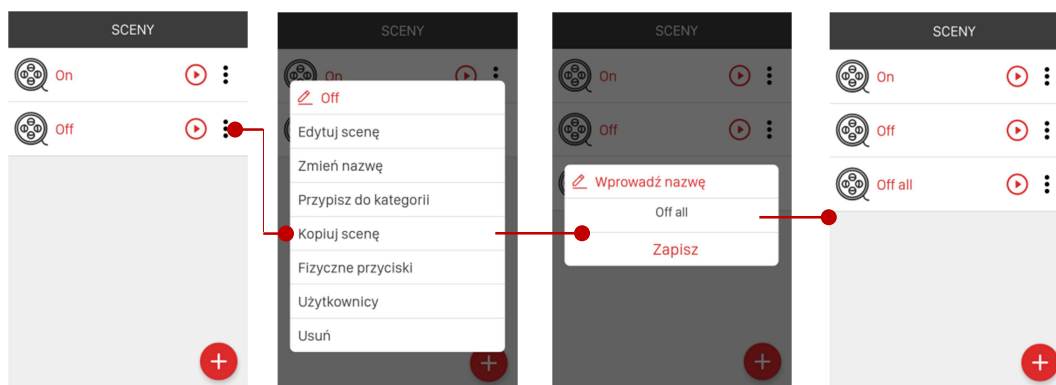 SCENY
On
Off
SCENY
On
Off
Edytuj scenę
Zmień nazwę
Przypisz do kategorii
Kopiuj scenę
Fizyczne przyciski
Użytkownicy
Usuń
SCENY
On
Off
Wprowadź nazwę
Off all
Zapisz
SCENY
On
Off
Off all